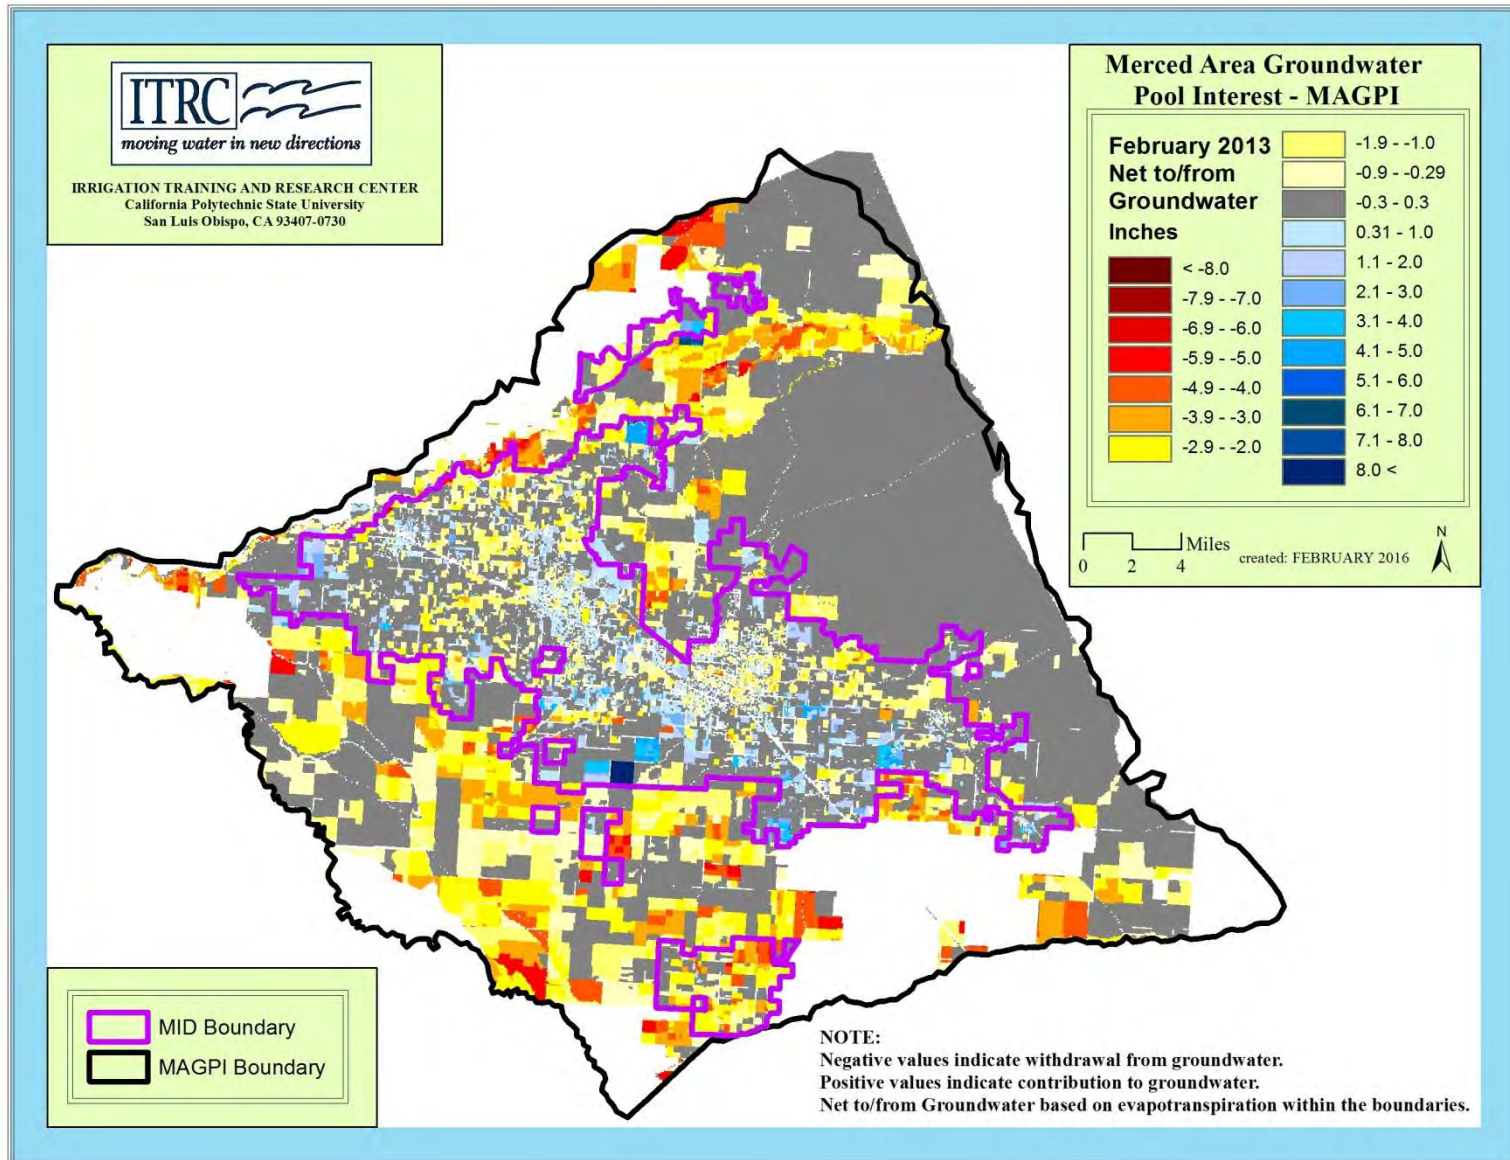 ITRC
moving water in new directions
IRRIGATION TRAINING AND RESEARCH CENTER
California Polytechnic State University
San Luis Obispo, CA 93407-0730
Merced Area Groundwater
Pool Interest - MAGPI
February 2013
Net to/from
Groundwater
Inches
< -8.0
-7.9 - -7.0
-6.9 - -6.0
-5.9 - -5.0
-4.9 - -4.0
-3.9 - -3.0
-2.9 - -2.0
-1.9 - -1.0
-0.9 - -0.29
-0.3 - 0.3
0.31 - 1.0
1.1 - 2.0
2.1 - 3.0
3.1 - 4.0
4.1 - 5.0
5.1 - 6.0
6.1 - 7.0
7.1 - 8.0
8.0 <
Miles
0 2 4
created: FEBRUARY 2016
N
MID Boundary
MAGPI Boundary
NOTE:
Negative values indicate withdrawal from groundwater.
Positive values indicate contribution to groundwater.
Net to/from Groundwater based on evapotranspiration within the boundaries.